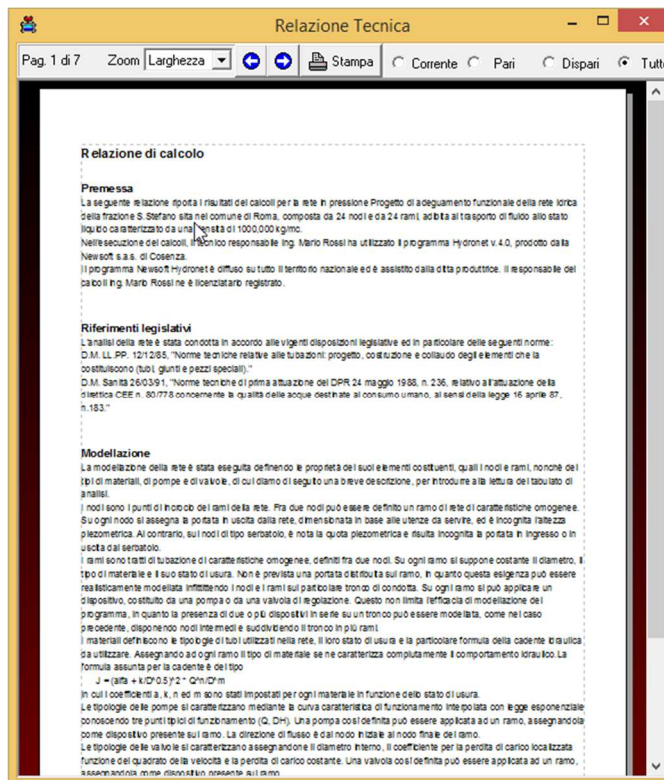 Relazione Tecnica
Pag. 1 di 7 Zoom Larghezza Stampa Corrente Pari Dispari Tutte
Relazione di calcolo
Premessa
La seguente relazione riporta i risultati dei calcoli per la rete in pressione Progetto di adeguamento funzionale della rete idrica
della frazione S.Stefano sita nel comune di Roma, composta da 24 nodi e da 24 rami, adibita al trasporto di fluido allo stato
liquido caratterizzato da una densità di 1000,000 kg/mc.
Nell'esecuzione dei calcoli, il tecnico responsabile Ing. Mario Rossi ha utilizzato il programma Hydronet v.4.0, prodotto dalla
Newsoft s.a.s. di Cosenza.
Il programma Newsoft Hydronet è diffuso su tutto il territorio nazionale ed è assistito dalla ditta produttrice. Il responsabile dei
calcoli Ing. Mario Rossi ne è licenziatario registrato.
Riferimenti legislativi
L'analisi della rete è stata condotta in accordo alle vigenti disposizioni legislative ed in particolare delle seguenti norme:
D.M. LL.PP. 12/12/85, "Norme tecniche relative alle tubazioni: progetto, costruzione e collaudo degli elementi che la
costituiscono (tubi, giunti e pezzi speciali)."
D.M. Sanità 26/03/91, "Norme tecniche di prima attuazione del DPR 24 maggio 1988, n. 236, relativo all'attuazione della
direttica CEE n. 80/778 concernente la qualità delle acque destinate al consumo umano, ai sensi della legge 16 aprile 87,
n.183."
Modellazione
La modellazione della rete è stata eseguita definendo le proprietà dei suoi elementi costituenti, quali i nodi e rami, nonchè dei
tipi di materiali, di pompe e di valvole, di cui diamo di seguito una breve descrizione, per introdurre alla lettura del tabulato di
analisi.
I nodi sono i punti di incrocio dei rami della rete. Fra due nodi può essere definito un ramo di rete di caratteristiche omogenee.
Su ogni nodo si assegna la portata in uscita dalla rete, dimensionata in base alle utenze da servire, ed è incognita l'altezza
piezometrica. Al contrario, sui nodi di tipo serbatoio, è nota la quota piezometrica e risulta incognita la portata in ingresso o in
uscita dal serbatoio.
I rami sono tratti di tubazione di caratteristiche omogenee, definiti fra due nodi. Su ogni ramo si suppone costante il diametro, il
tipo di materiale e il suo stato di usura. Non è prevista una portata distribuita sul ramo, in quanto questa esigenza può essere
realisticamente modellata infittittendo i nodi e i rami sul particolare tronco di condotta. Su ogni ramo si può applicare un
dispositivo, costituito da una pompa o da una valvola di regolazione. Questo non limita l'efficacia di modellazione del
programma, in quanto la presenza di due o più dispositivi in serie su un tronco può essere modellata, come nel caso
precedente, disponendo nodi intermedi e suddividendo il tronco in più rami.
I materiali definiscono le tipologie di tubi utilizzati nella rete, il loro stato di usura e la particolare formula della cadente idraulica
da utilizzare. Assegnando ad ogni ramo il tipo di materiale se ne caratterizza compiutamente il comportamento idraulico.La
formula assunta per la cadente è del tipo
J = (alfa + k/D^0.5)^2 * Q^n/D^m
In cui i coefficienti a, k, n ed m sono stati impostati per ogni materiale in funzione dello stato di usura.
Le tipologie delle pompe si caratterizzano mediante la curva caratteristica di funzionamento interpolata con legge esponenziale
conoscendo tre punti tipici di funzionamento (Q, DH). Una pompa così definita può essere applicata ad un ramo, assegnandola
come dispositivo presente sul ramo. La direzione di flusso è dal nodo iniziale al nodo finale del ramo.
Le tipologie delle valvole si caratterizzano assegnandone il diametro interno, il coefficiente per la perdita di carico localizzata
funzione del quadrato della velocità e la perdita di carico costante. Una valvola così definita può essere applicata ad un ramo,
assegnandola come dispositivo presente sul ramo.